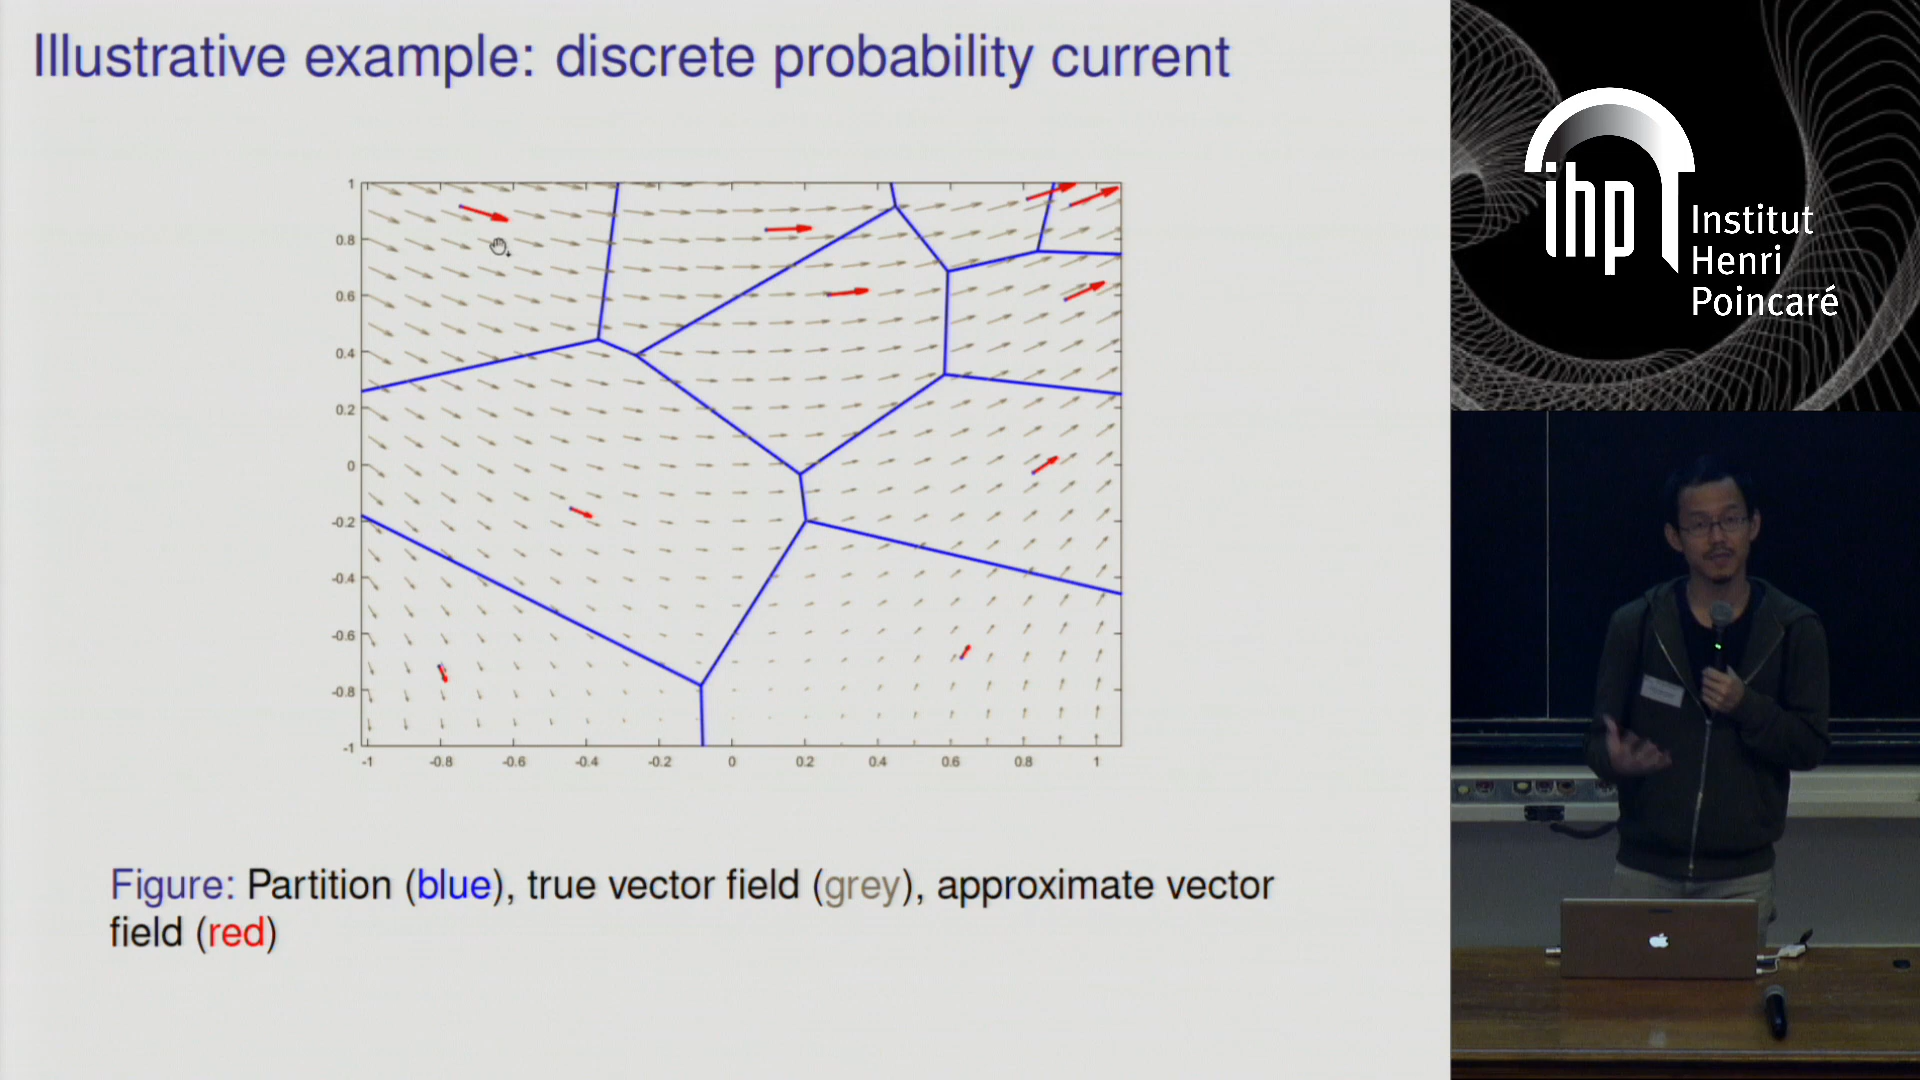 Illustrative example: discrete probability current
1
0.8
0.6
0.4
0.2
0
-0.2
-0.4
-0.6
-0.8
-1
-1 -0.8 -0.6 -0.4 -0.2 0 0.2 0.4 0.6 0.8 1
Figure: Partition (blue), true vector field (grey), approximate vector
field (red)
ihp
Institut
Henri
Poincaré